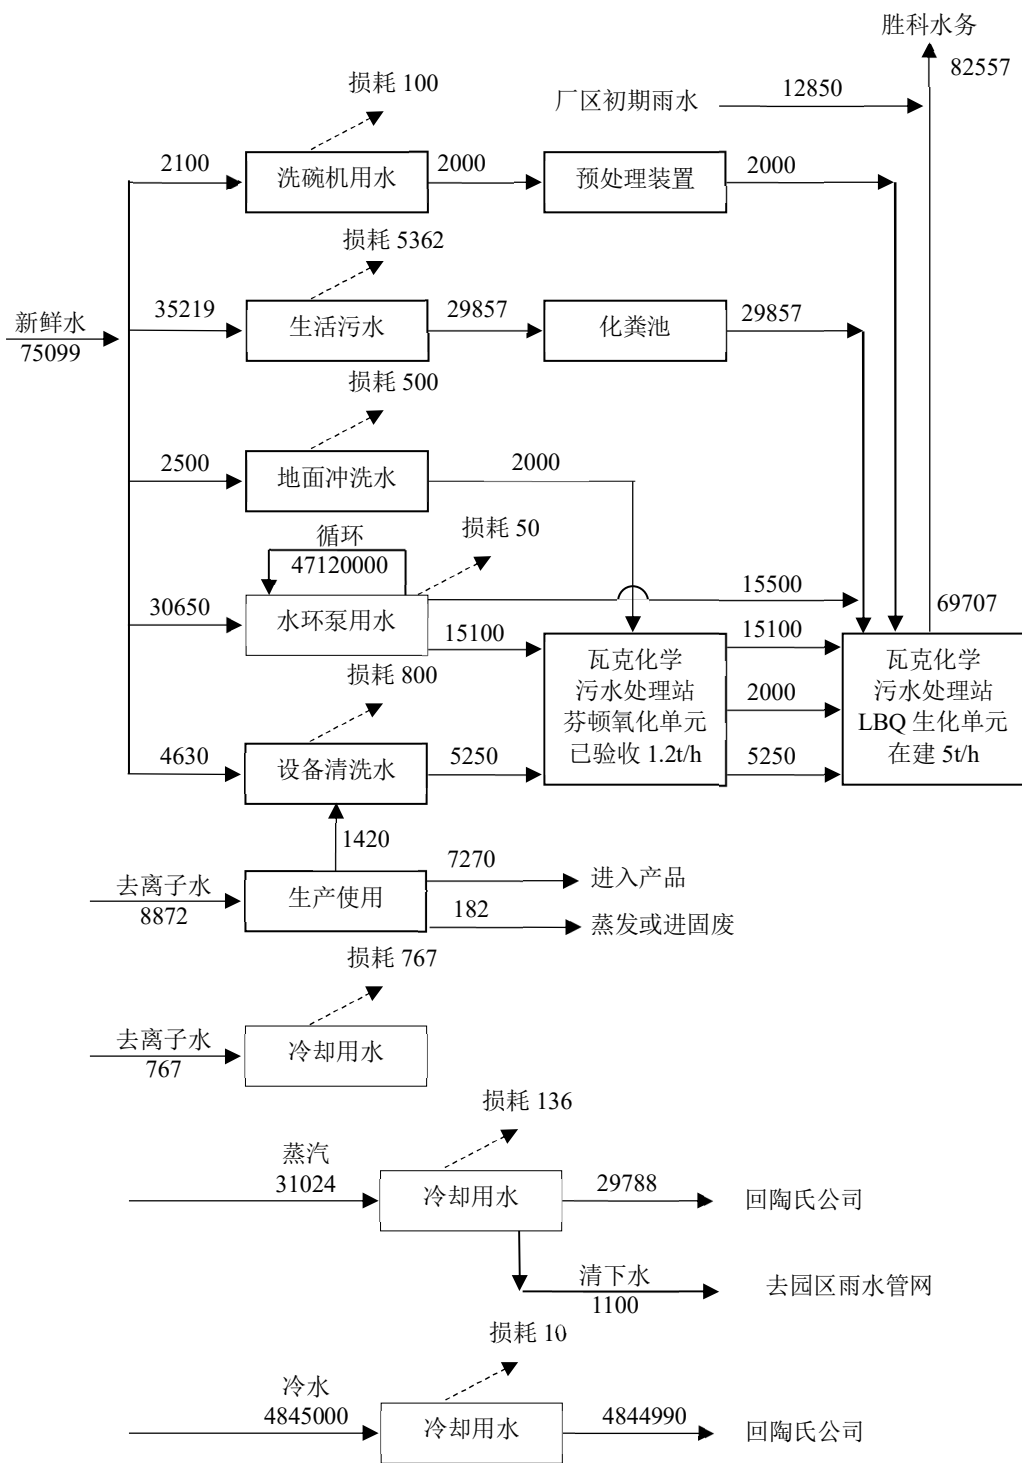 胜科水务
82557
损耗 100
厂区初期雨水
12850
2100
洗碗机用水
2000
预处理装置
2000
损耗 5362
新鲜水
75099
35219
生活污水
29857
化粪池
29857
损耗 500
2500
地面冲洗水
2000
循环
47120000
损耗 50
30650
水环泵用水
15500
15100
69707
瓦克化学
污水处理站
芬顿氧化单元
已验收 1.2t/h
15100
2000
5250
瓦克化学
污水处理站
LBQ 生化单元
在建 5t/h
损耗 800
4630
设备清洗水
5250
1420
去离子水
8872
生产使用
7270
进入产品
182
蒸发或进固废
损耗 767
去离子水
767
冷却用水
损耗 136
蒸汽
31024
冷却用水
29788
回陶氏公司
清下水
1100
去园区雨水管网
损耗 10
冷水
4845000
冷却用水
4844990
回陶氏公司